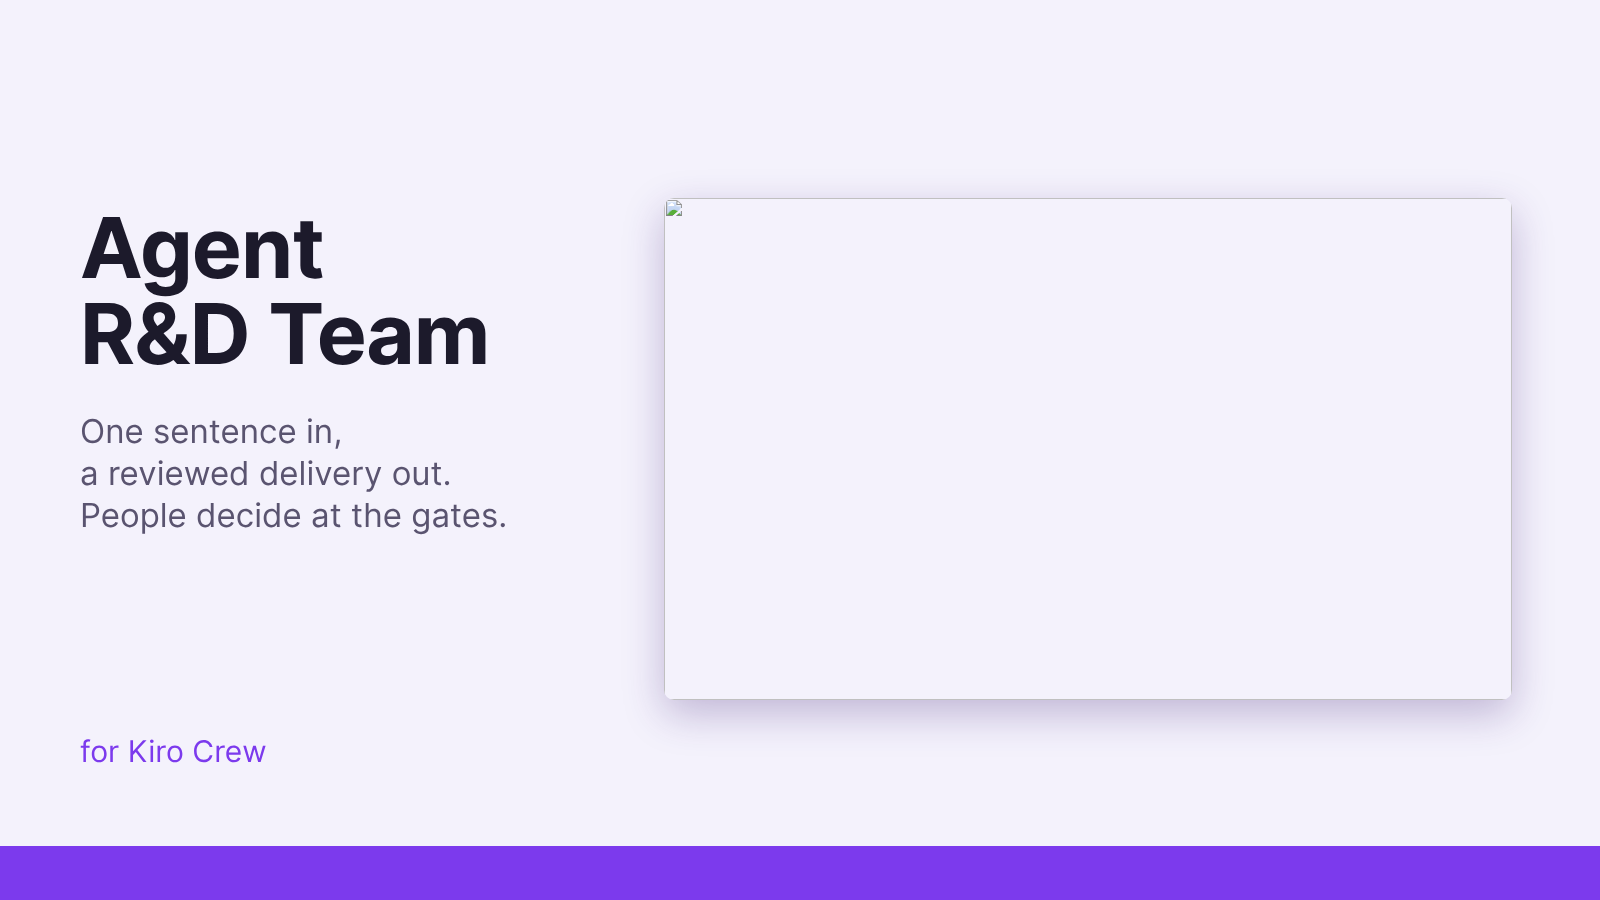 Agent
R&D Team
One sentence in,
a reviewed delivery out.
People decide at the gates.
for Kiro Crew